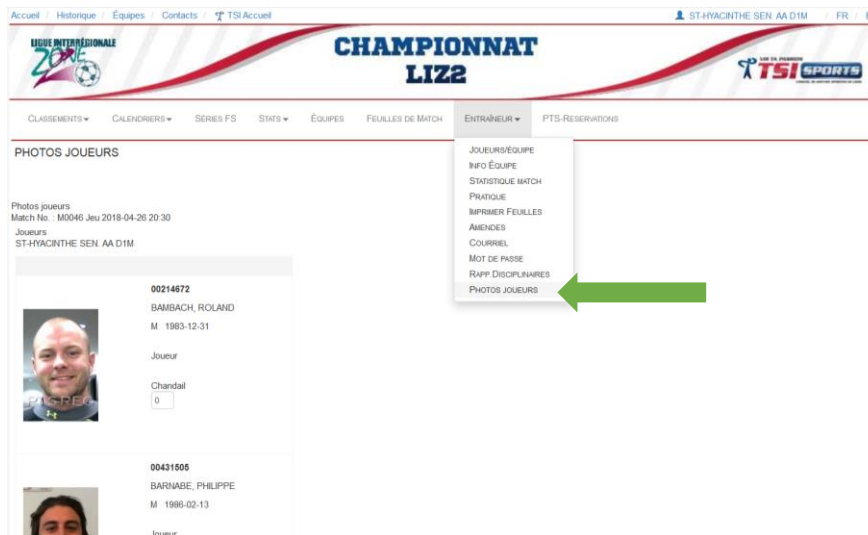 Accueil / Historique / Équipes / Contacts / TSI Accueil
ST-HYACINTHE SEN. AA D1M / FR /
LIGUE INTERRÉGIONALE
ZONE
CHAMPIONNAT
LIZ2
TSI SPORTS
CLASSEMENTS CALENDRIERS SÉRIES FS STATS ÉQUIPES FEUILLES DE MATCH ENTRAÎNEUR PTS-RESERVATIONS
JOUEURS/ÉQUIPE
INFO ÉQUIPE
STATISTIQUE MATCH
PRATIQUE
IMPRIMER FEUILLES
AMENDES
COURRIEL
MOT DE PASSE
RAPP.DISCIPLINAIRES
PHOTOS JOUEURS
PHOTOS JOUEURS
Photos joueurs
Match No. : M0046 Jeu 2018-04-26 20:30
Joueurs
ST-HYACINTHE SEN. AA D1M
00214672
BAMBACH, ROLAND
M 1983-12-31
Joueur
Chandail
0
00431505
BARNABE, PHILIPPE
M 1986-02-13
Joueur